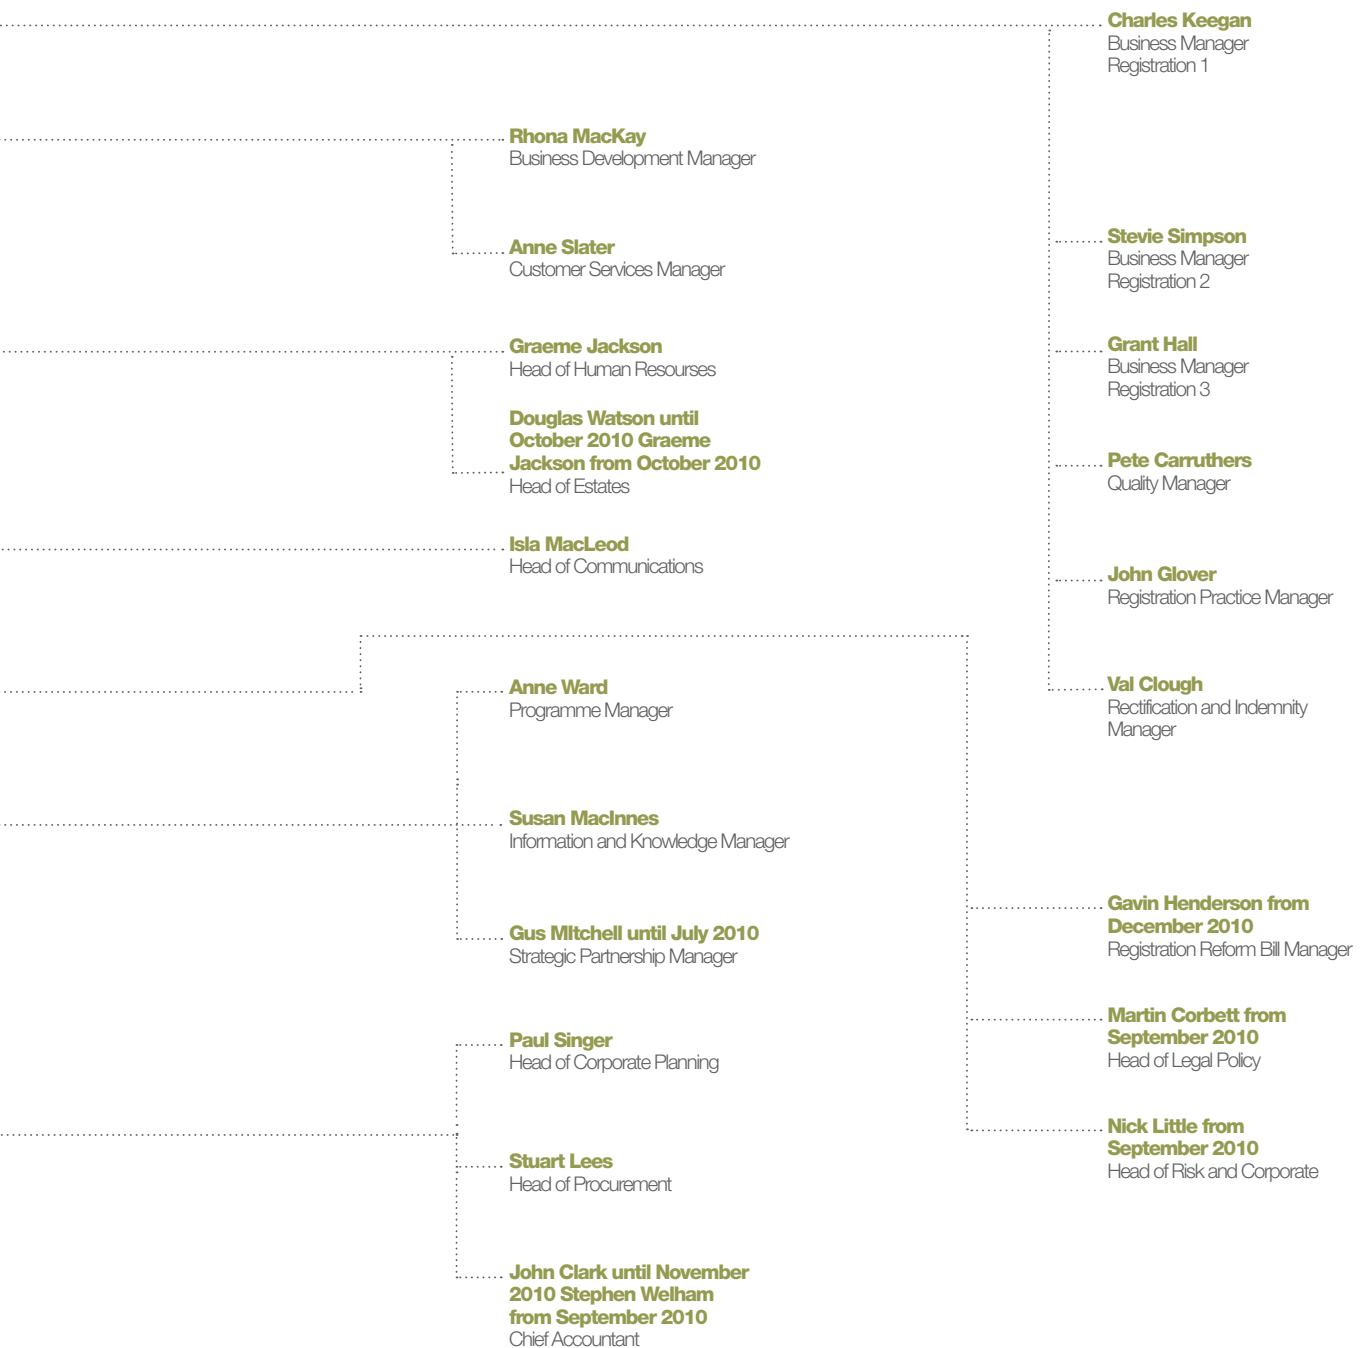 Charles Keegan
Business Manager
Registration 1
Rhona MacKay
Business Development Manager
Anne Slater
Customer Services Manager
Graeme Jackson
Head of Human Resourses
Douglas Watson until
October 2010 Graeme
Jackson from October 2010
Head of Estates
Isla MacLeod
Head of Communications
Anne Ward
Programme Manager
Susan MacInnes
Information and Knowledge Manager
Gus MItchell until July 2010
Strategic Partnership Manager
Paul Singer
Head of Corporate Planning
Stuart Lees
Head of Procurement
John Clark until November
2010 Stephen Welham
from September 2010
Chief Accountant
Stevie Simpson
Business Manager
Registration 2
Grant Hall
Business Manager
Registration 3
Pete Carruthers
Quality Manager
John Glover
Registration Practice Manager
Val Clough
Rectification and Indemnity
Manager
Gavin Henderson from
December 2010
Registration Reform Bill Manager
Martin Corbett from
September 2010
Head of Legal Policy
Nick Little from
September 2010
Head of Risk and Corporate